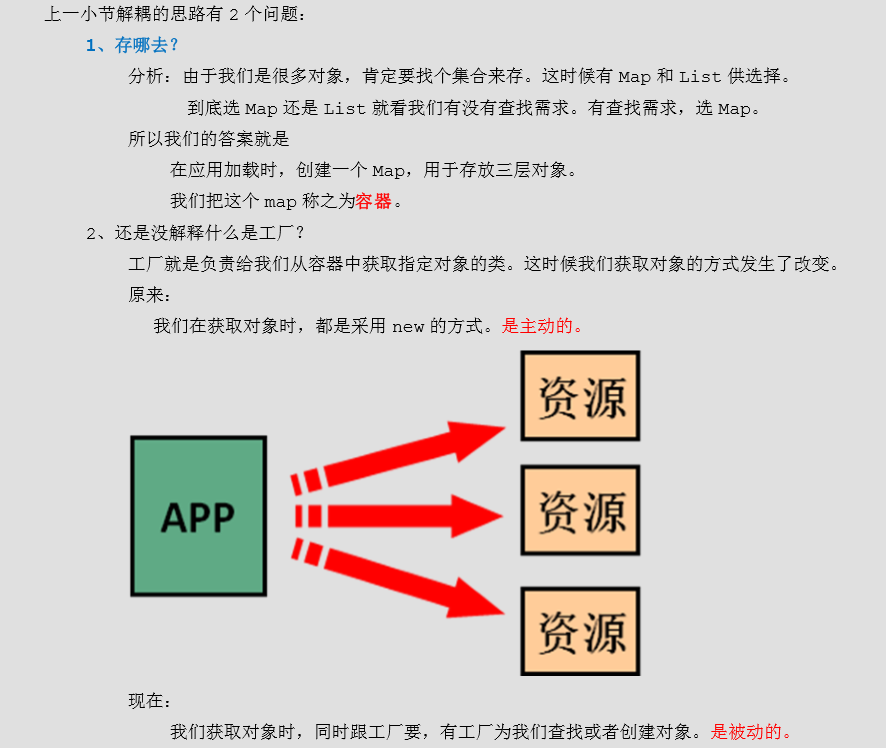 上一小节解耦的思路有 2 个问题：
1、存哪去？
分析：由于我们是很多对象，肯定要找个集合来存。这时候有 Map 和 List 供选择。
到底选 Map 还是 List 就看我们有没有查找需求。有查找需求，选 Map。
所以我们的答案就是
在应用加载时，创建一个 Map，用于存放三层对象。
我们把这个 map 称之为容器。
2、还是没解释什么是工厂？
工厂就是负责给我们从容器中获取指定对象的类。这时候我们获取对象的方式发生了改变。
原来：
我们在获取对象时，都是采用 new 的方式。是主动的。
资源
APP
资源
资源
现在：
我们获取对象时，同时跟工厂要，有工厂为我们查找或者创建对象。是被动的。